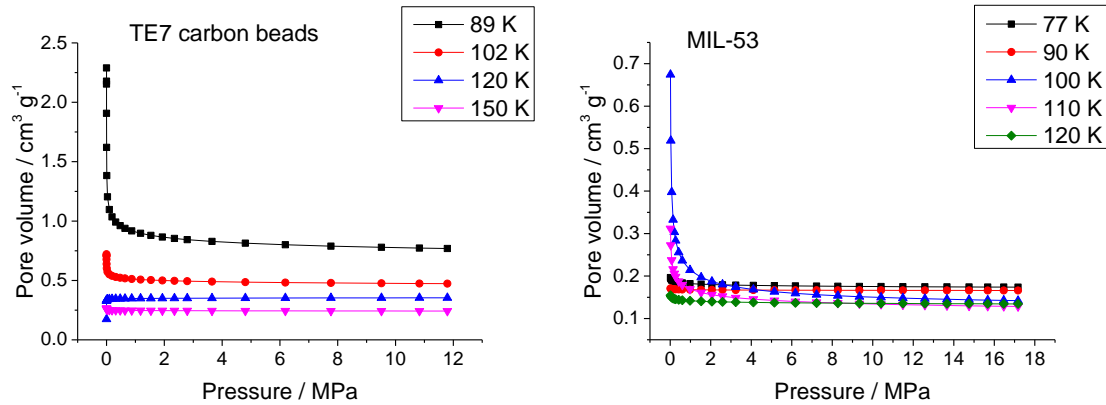 TE7 carbon beads
89 K
102 K
120 K
150 K
2.5
2.0
1.5
1.0
0.5
0.0
Pore volume / cm³ g⁻¹
0 2 4 6 8 10 12
Pressure / MPa
MIL-53
77 K
90 K
100 K
110 K
120 K
0.7
0.6
0.5
0.4
0.3
0.2
0.1
Pore volume / cm³ g⁻¹
0 2 4 6 8 10 12 14 16 18
Pressure / MPa